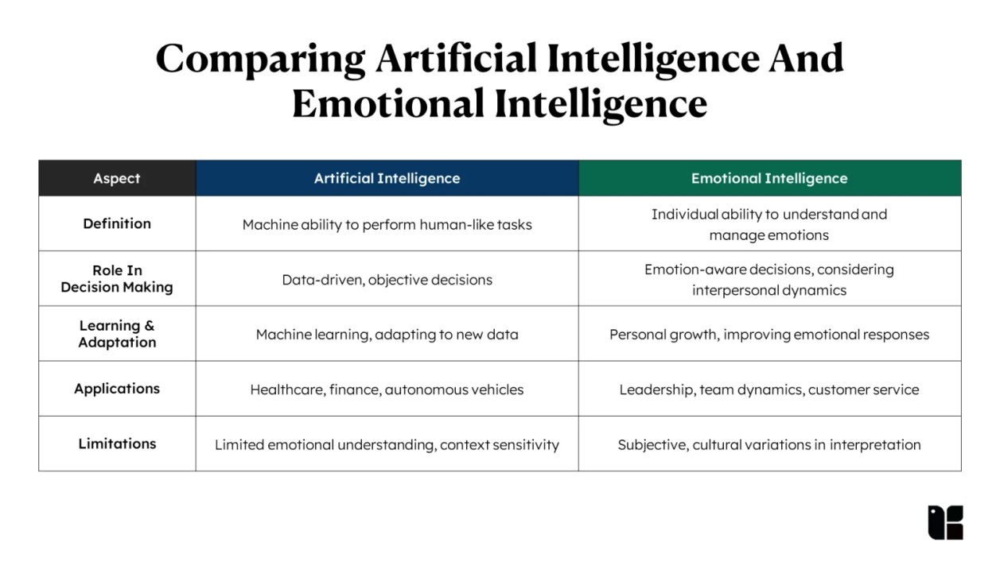 Comparing Artificial Intelligence And
Emotional Intelligence
Aspect
Artificial Intelligence
Emotional Intelligence
Definition
Machine ability to perform human-like tasks
Individual ability to understand and
manage emotions
Role In
Decision Making
Data-driven, objective decisions
Emotion-aware decisions, considering
interpersonal dynamics
Learning &
Adaptation
Machine learning, adapting to new data
Personal growth, improving emotional responses
Applications
Healthcare, finance, autonomous vehicles
Leadership, team dynamics, customer service
Limitations
Limited emotional understanding, context sensitivity
Subjective, cultural variations in interpretation